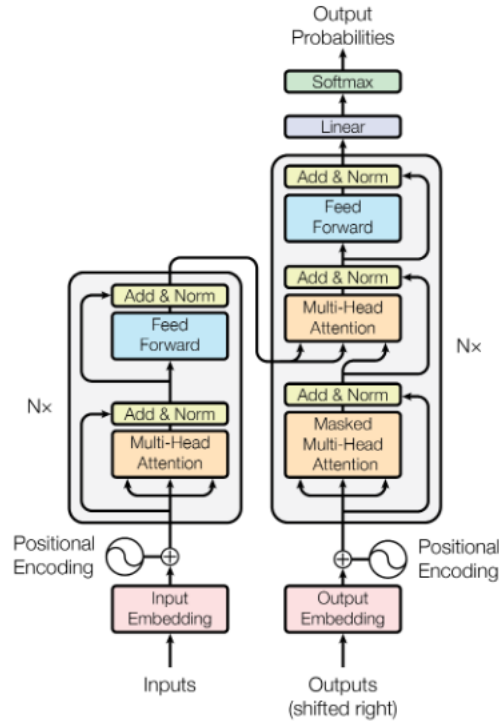 Output
Probabilities
Softmax
Linear
Add & Norm
Feed
Forward
Add & Norm
Multi-Head
Attention
Add & Norm
Masked
Multi-Head
Attention
N×
Positional
Encoding
Output
Embedding
Outputs
(shifted right)
Add & Norm
Feed
Forward
Add & Norm
Multi-Head
Attention
N×
Positional
Encoding
Input
Embedding
Inputs